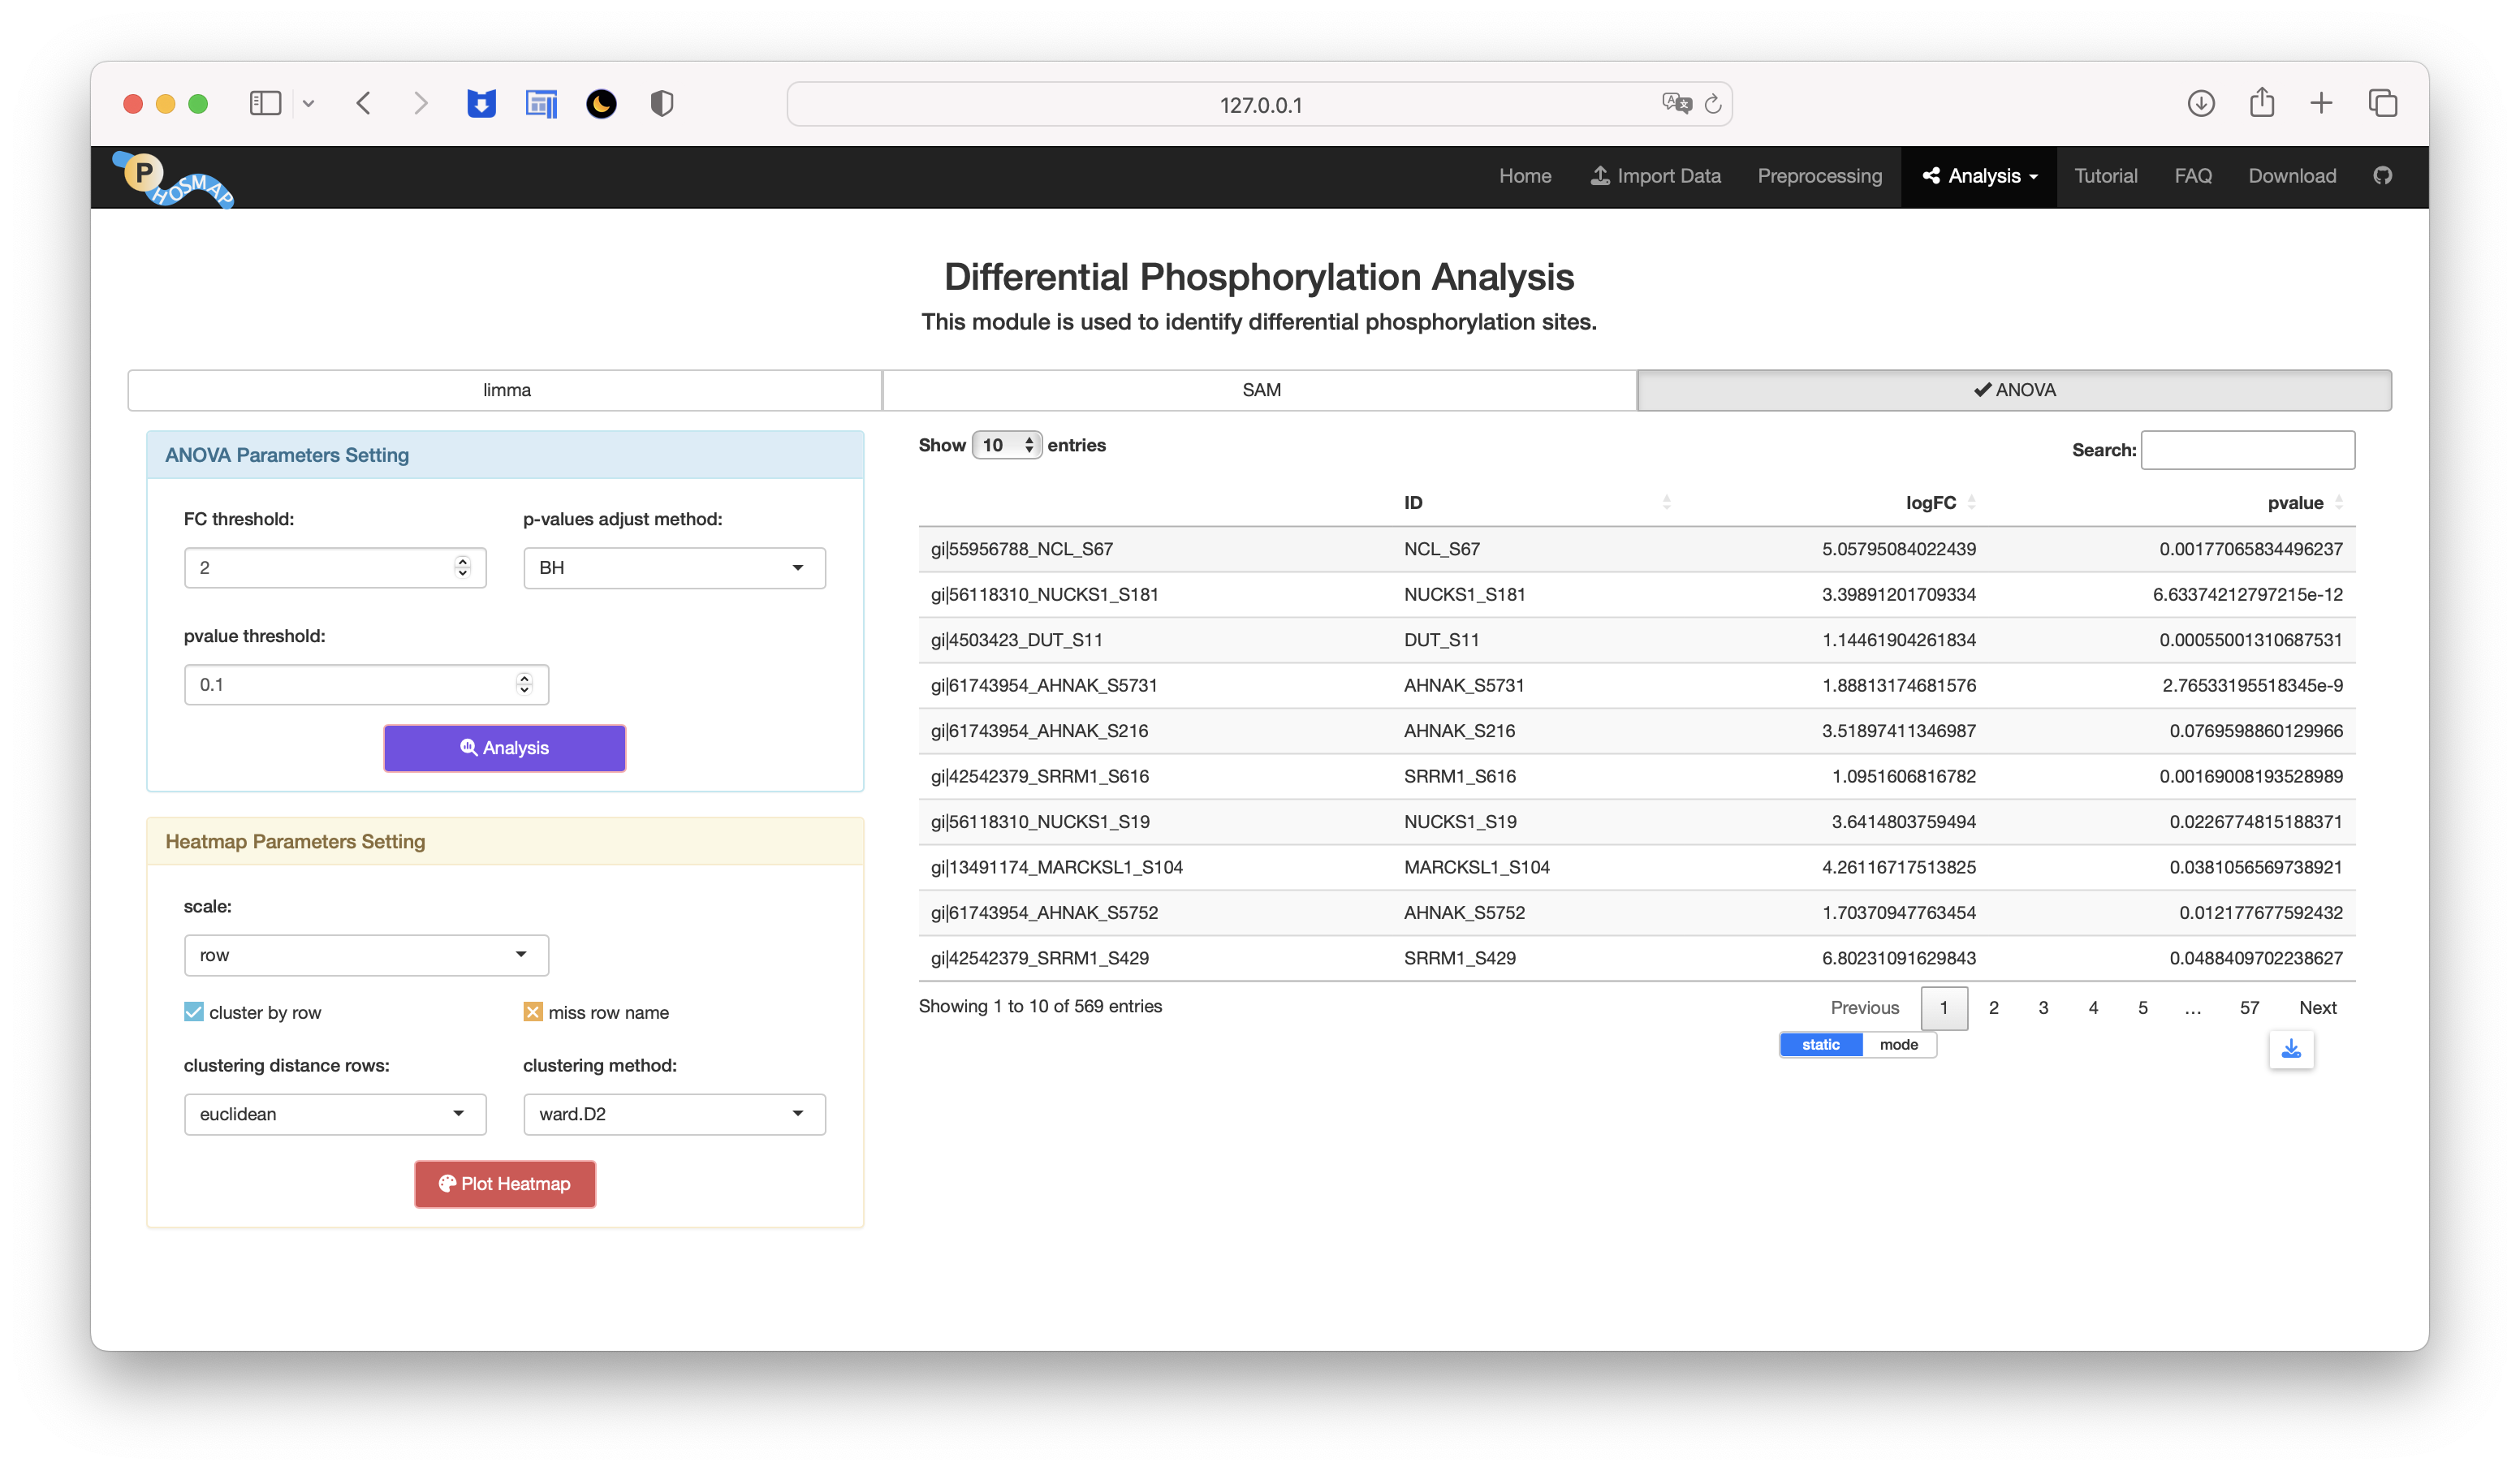 127.0.0.1
PHOSMAP
Home Import Data Preprocessing Analysis Tutorial FAQ Download
Differential Phosphorylation Analysis
This module is used to identify differential phosphorylation sites.
limma SAM ANOVA
ANOVA Parameters Setting
FC threshold: p-values adjust method:
2 BH
pvalue threshold:
0.1
Analysis
Heatmap Parameters Setting
scale:
row
cluster by row miss row name
clustering distance rows: clustering method:
euclidean ward.D2
Plot Heatmap
Show 10 entries Search:
ID logFC pvalue
gi|55956788_NCL_S67 NCL_S67 5.05795084022439 0.00177065834496237
gi|56118310_NUCKS1_S181 NUCKS1_S181 3.39891201709334 6.63374212797215e-12
gi|4503423_DUT_S11 DUT_S11 1.14461904261834 0.00055001310687531
gi|61743954_AHNAK_S5731 AHNAK_S5731 1.88813174681576 2.76533195518345e-9
gi|61743954_AHNAK_S216 AHNAK_S216 3.51897411346987 0.0769598860129966
gi|42542379_SRRM1_S616 SRRM1_S616 1.0951606816782 0.00169008193528989
gi|56118310_NUCKS1_S19 NUCKS1_S19 3.6414803759494 0.0226774815188371
gi|13491174_MARCKSL1_S104 MARCKSL1_S104 4.26116717513825 0.0381056569738921
gi|61743954_AHNAK_S5752 AHNAK_S5752 1.70370947763454 0.012177677592432
gi|42542379_SRRM1_S429 SRRM1_S429 6.80231091629843 0.0488409702238627
Showing 1 to 10 of 569 entries Previous 1 2 3 4 5 … 57 Next
static mode